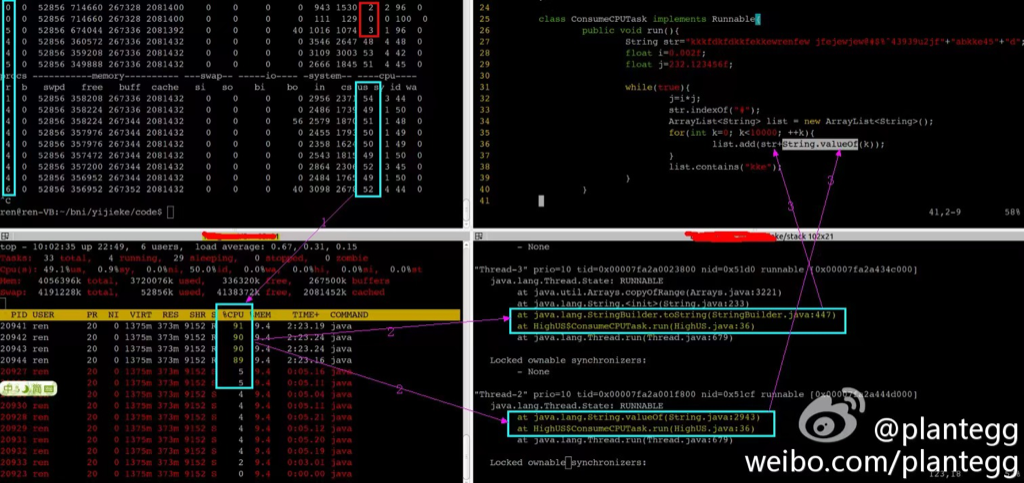 0 0 52856 714660 267328 2081400 0 0 943 1530 2 2 96 0
0 0 52856 667328 267328 2081400 0 0 111 129 0 0 100 0
5 0 52856 674044 267336 2081392 0 0 40 1016 1074 3 1 96 0
4 0 52856 360572 267336 2081432 0 0 0 0 3546 2647 48 4 48 0
4 0 52856 359208 267336 2081432 0 0 0 0 3109 3003 53 4 42 0
5 0 52856 349888 267336 2081432 0 0 0 0 2666 1845 51 4 45 0
procs -----------memory---------- ---swap-- -----io---- -system-- ----cpu----
r b swpd free buff cache si so bi bo in cs us sy id wa
1 0 52856 358208 267336 2081432 0 0 0 0 2956 2371 54 3 44 0
4 0 52856 358224 267336 2081432 0 0 0 0 2486 1739 49 1 50 0
4 0 52856 358224 267336 2081432 0 0 0 56 2579 1870 51 1 48 0
4 0 52856 357976 267344 2081432 0 0 0 0 2455 1793 50 1 49 0
4 0 52856 357976 267344 2081432 0 0 0 0 2358 1624 50 1 49 0
4 0 52856 357546 267344 2081432 0 0 0 0 2543 1815 49 1 50 0
4 0 52856 357200 267344 2081432 0 0 0 0 2864 2306 52 3 45 0
4 0 52856 356952 267344 2081432 0 0 0 0 2484 1765 49 1 50 0
6 0 52856 356952 267352 2081432 0 0 0 40 3098 2678 52 4 44 0
^C
ren@ren-VB:~/bni/yijieke/code$
24
25 class ConsumeCPUTask implements Runnable{
26 public void run(){
27 String str="kkkfdkfdkkfekkewrenfew jfejewjew@4$%^43939uZjf"+"abkke45"+"d";
28 float i=0.002f;
29 float j=232.123456f;
30
31 while(true){
32 j=i*j;
33 str.indexOf("#");
34 ArrayList<String> list = new ArrayList<String>();
35 for(int k=0; k<10000; ++k){
36 list.add(str+String.valueOf(k));
37 }
38 list.contains("kke");
39 }
40 }
41
41,2-9 58%
top - 10:02:35 up 22:49, 6 users, load average: 0.67, 0.31, 0.15
Tasks: 33 total, 4 running, 29 sleeping, 0 stopped, 0 zombie
Cpu(s): 49.1%us, 0.9%sy, 0.0%ni, 50.0%id, 0.0%wa, 0.0%hi, 0.0%si, 0.0%st
Mem: 4056396k total, 3720076k used, 336320k free, 267500k buffers
Swap: 4191228k total, 52856k used, 4138372k free, 2081452k cached
PID USER PR NI VIRT RES SHR S %CPU %MEM TIME+ COMMAND
20941 ren 20 0 1375m 373m 9152 R 91 9.4 2:23.19 java
20942 ren 20 0 1375m 373m 9152 R 90 9.4 2:23.24 java
20943 ren 20 0 1375m 373m 9152 R 90 9.4 2:23.24 java
20944 ren 20 0 1375m 373m 9152 R 89 9.4 2:23.16 java
20927 ren 20 0 1375m 373m 9152 S 5 9.4 0:05.16 java
20 0 1375m 373m 9152 S 5 9.4 0:05.11 java
20 0 1375m 373m 9152 S 4 9.4 0:05.04 java
20930 ren 20 0 1375m 373m 9152 S 4 9.4 0:05.11 java
20928 ren 20 0 1375m 373m 9152 S 4 9.4 0:05.21 java
20929 ren 20 0 1375m 373m 9152 S 4 9.4 0:05.12 java
20931 ren 20 0 1375m 373m 9152 S 4 9.4 0:05.20 java
20932 ren 20 0 1375m 373m 9152 S 4 9.4 0:05.19 java
20933 ren 20 0 1375m 373m 9152 S 2 9.4 0:03.01 java
20923 ren 20 0 1375m 373m 9152 S 0 9.4 0:00.00 java
ke/stack 102x21
- None
"Thread-3" prio=10 tid=0x00007fa2a0023800 nid=0x51d0 runnable [0x00007fa2a434c000]
java.lang.Thread.State: RUNNABLE
at java.util.Arrays.copyOfRange(Arrays.java:3221)
at java.lang.String.<init>(String.java:233)
at java.lang.StringBuilder.toString(StringBuilder.java:447)
at HighUS$ConsumeCPUTask.run(HighUS.java:36)
at java.lang.Thread.run(Thread.java:679)
Locked ownable synchronizers:
- None
"Thread-2" prio=10 tid=0x00007fa2a001f800 nid=0x51cf runnable [0x00007fa2a444d000]
java.lang.Thread.State: RUNNABLE
at java.lang.String.valueOf(String.java:2943)
at HighUS$ConsumeCPUTask.run(HighUS.java:36)
at java.lang.Thread.run(Thread.java:679)
Locked ownable synchronizers:
1
2
2
3
3
@plantegg
weibo.com/plantegg